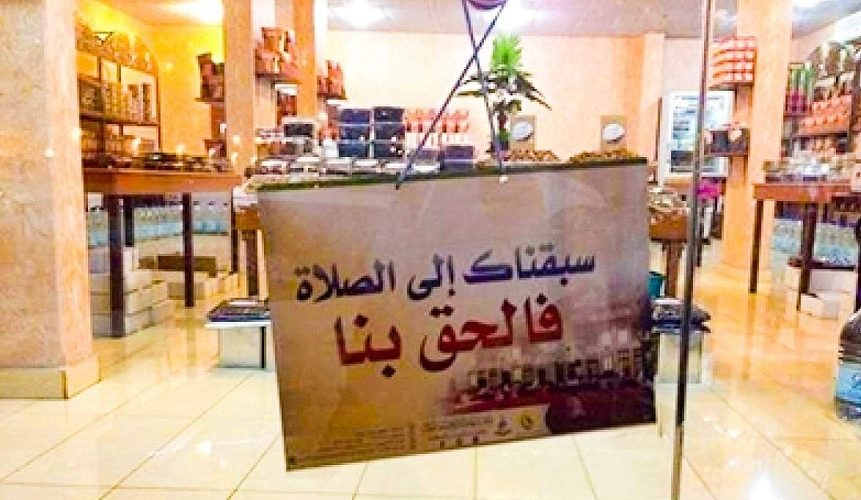 سبقناك إلى الصلاة
فالحق بنا